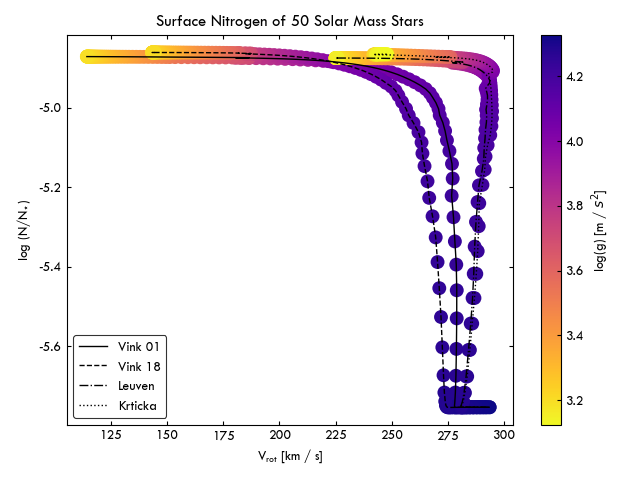 Surface Nitrogen of 50 Solar Mass Stars
log (N/N⋆)
-5.0
-5.2
-5.4
-5.6
Vink 01
Vink 18
Leuven
Krticka
125 150 175 200 225 250 275 300
V_rot [km / s]
4.2
4.0
3.8
3.6
3.4
3.2
log(g) [m / s²]